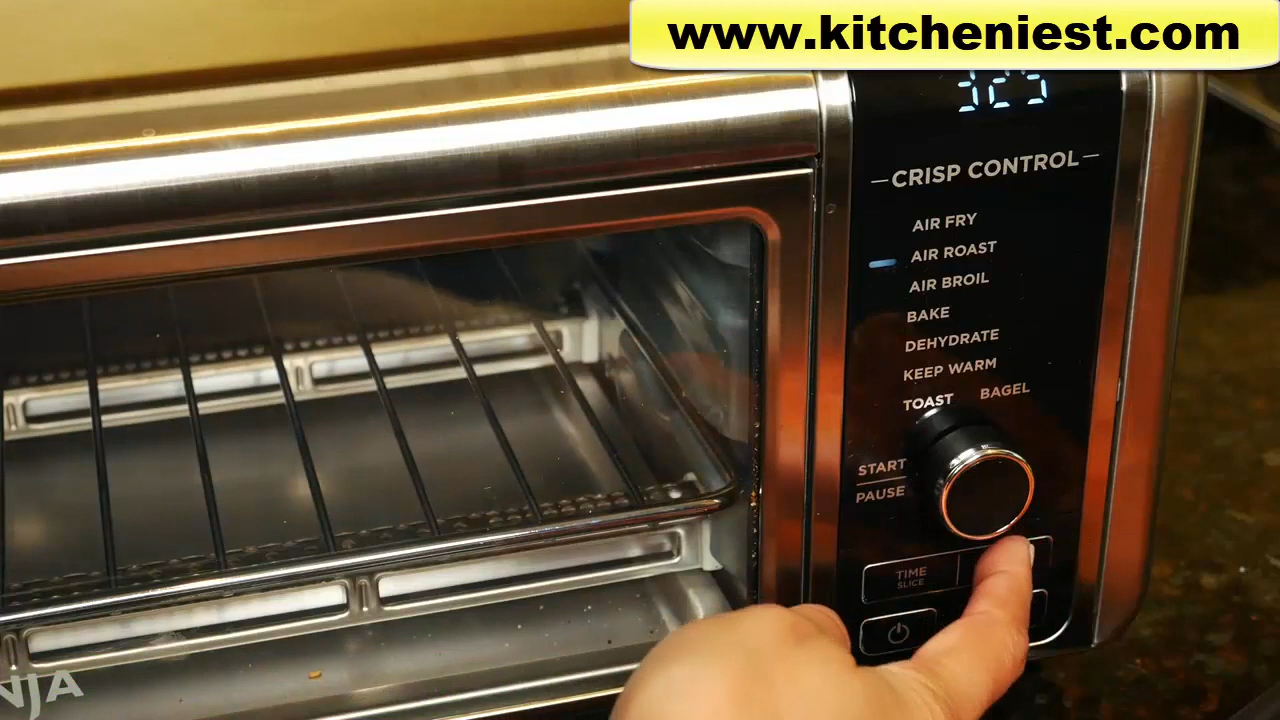 www.kitcheniest.com
CRISP CONTROL
AIR FRY
AIR ROAST
AIR BROIL
BAKE
DEHYDRATE
KEEP WARM
TOAST BAGEL
START
PAUSE
TIME
SLICE